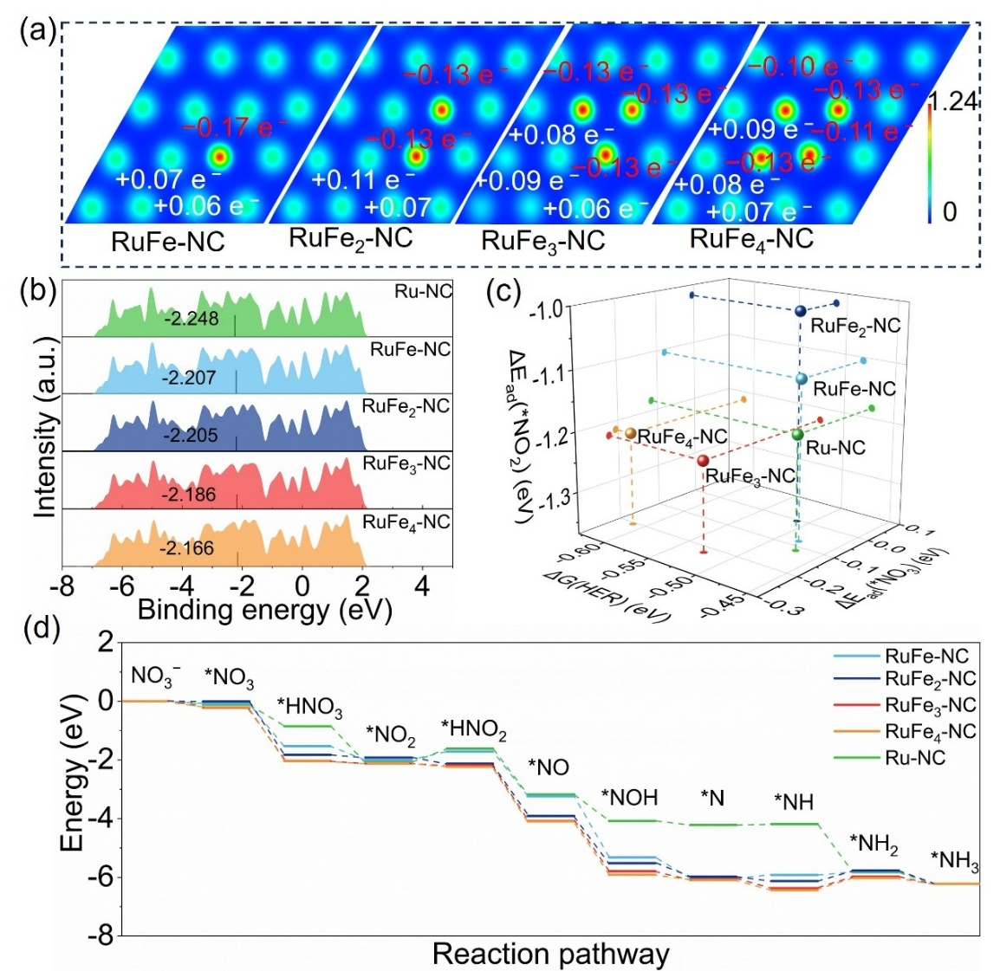 (a)
−0.17 e⁻
+0.07 e⁻
+0.06 e⁻
RuFe-NC
−0.13 e⁻
−0.13 e⁻
+0.11 e⁻
+0.07
RuFe₂-NC
−0.13 e⁻
−0.13 e⁻
+0.08 e⁻
−0.13 e⁻
+0.09 e⁻
+0.06 e⁻
RuFe₃-NC
−0.10 e⁻
−0.13 e⁻
+0.09 e⁻
−0.11 e⁻
−0.13 e⁻
+0.08 e⁻
+0.07 e⁻
RuFe₄-NC
1.24
0
(b)
Intensity (a.u.)
Ru-NC
-2.248
RuFe-NC
-2.207
RuFe₂-NC
-2.205
RuFe₃-NC
-2.186
RuFe₄-NC
-2.166
-8 -6 -4 -2 0 2 4
Binding energy (eV)
(c)
ΔE_ad(*NO₂) (eV)
-1.0
-1.1
-1.2
-1.3
RuFe₂-NC
RuFe-NC
RuFe₄-NC
Ru-NC
RuFe₃-NC
-0.60
-0.55
-0.50
-0.45
ΔG(HER) (eV)
0.1
0.0
-0.1
-0.2
-0.3
ΔE_ad(*NO₃) (eV)
(d)
Energy (eV)
2
0
-2
-4
-6
-8
NO₃⁻
*NO₃
*HNO₃
*NO₂
*HNO₂
*NO
*NOH
*N
*NH
*NH₂
*NH₃
RuFe-NC
RuFe₂-NC
RuFe₃-NC
RuFe₄-NC
Ru-NC
Reaction pathway